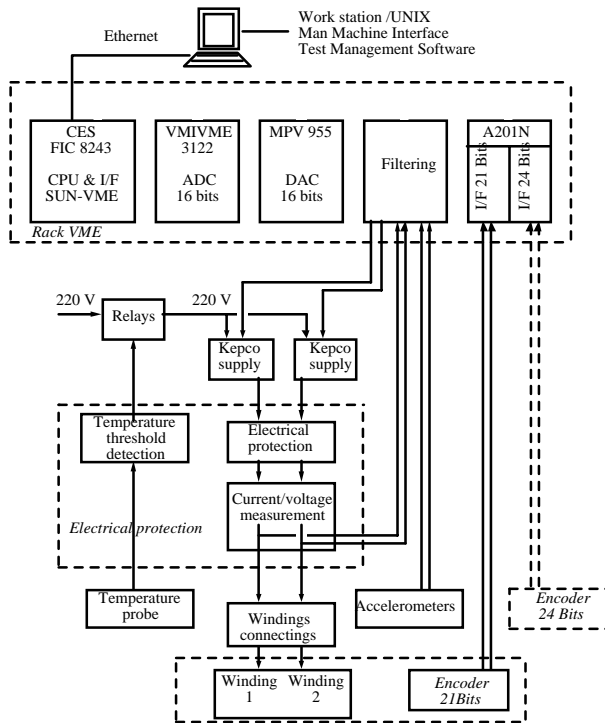 Ethernet
Work station /UNIX
Man Machine Interface
Test Management Software
CES
FIC 8243
CPU & I/F
SUN-VME
VMIVME
3122
ADC
16 bits
MPV 955
DAC
16 bits
Filtering
A201N
I/F 21 Bits
I/F 24 Bits
Rack VME
220 V
Relays
220 V
Kepco
supply
Kepco
supply
Temperature
threshold
detection
Electrical
protection
Current/voltage
measurement
Electrical protection
Temperature
probe
Windings
connectings
Accelerometers
Encoder
24 Bits
Winding
1
Winding
2
Encoder
21Bits